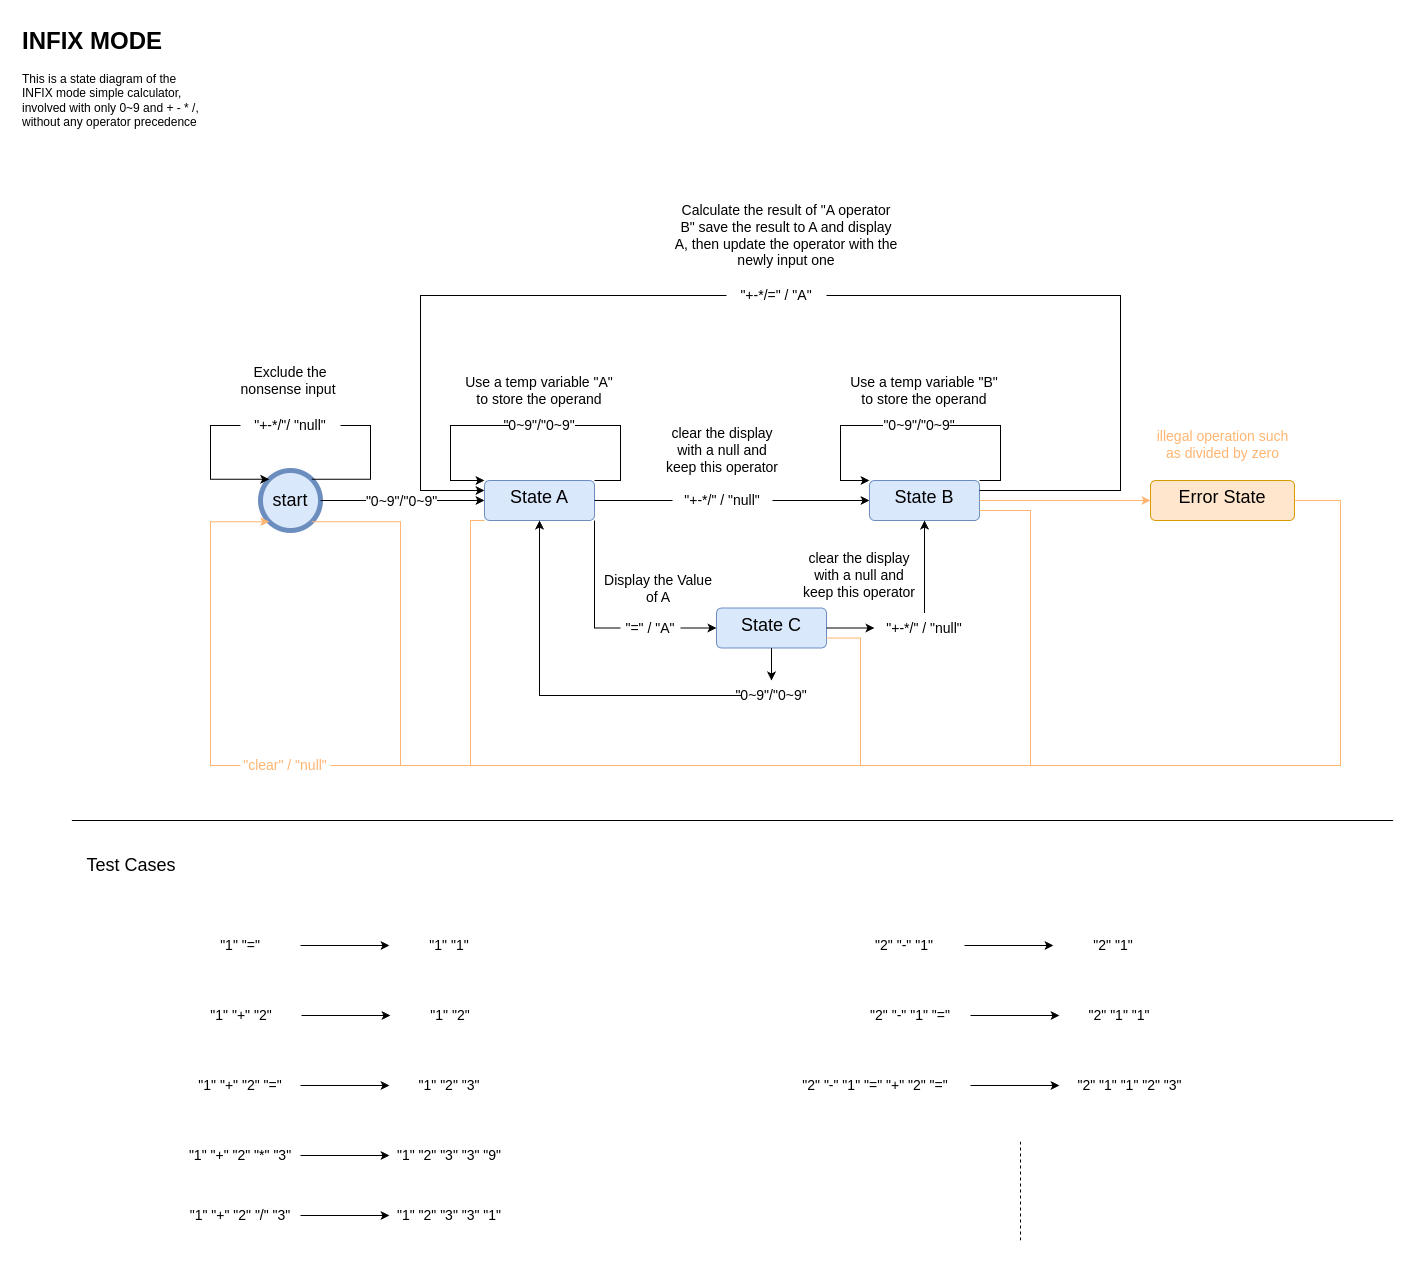 INFIX MODE
This is a state diagram of the
INFIX mode simple calculator,
involved with only 0~9 and + - * /,
without any operator precedence
Calculate the result of "A operator
B" save the result to A and display
A, then update the operator with the
newly input one
"+-*/=" / "A"
Exclude the
nonsense input
"+-*/"/ "null"
Use a temp variable "A"
to store the operand
"0~9"/"0~9"
clear the display
with a null and
keep this operator
"+-*/" / "null"
Use a temp variable "B"
to store the operand
"0~9"/"0~9"
illegal operation such
as divided by zero
start
"0~9"/"0~9"
State A
State B
Error State
Display the Value
of A
"=" / "A"
State C
clear the display
with a null and
keep this operator
"+-*/" / "null"
"0~9"/"0~9"
"clear" / "null"
Test Cases
"1" "="
"1" "1"
"2" "-" "1"
"2" "1"
"1" "+" "2"
"1" "2"
"2" "-" "1" "="
"2" "1" "1"
"1" "+" "2" "="
"1" "2" "3"
"2" "-" "1" "=" "+" "2" "="
"2" "1" "1" "2" "3"
"1" "+" "2" "*" "3"
"1" "2" "3" "3" "9"
"1" "+" "2" "/" "3"
"1" "2" "3" "3" "1"